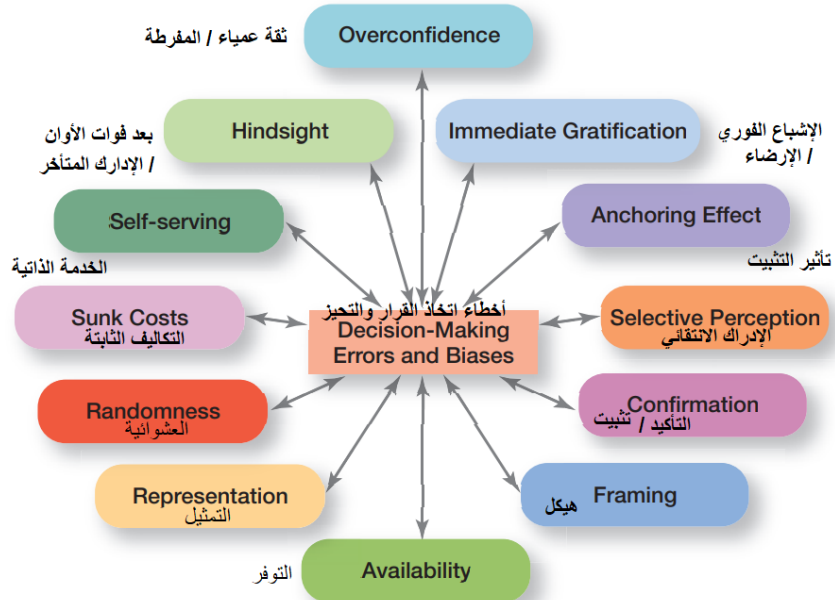 Overconfidence
ثقة عمياء / المفرطة
Immediate Gratification
الإشباع الفوري
/ الإرضاء
Anchoring Effect
تأثير التثبيت
Selective Perception
الإدراك الانتقائي
Confirmation
التأكيد / تثبيت
Framing
هيكل
Availability
التوفر
Representation
التمثيل
Randomness
العشوائية
Sunk Costs
التكاليف الثابتة
Self-serving
الخدمة الذاتية
Hindsight
بعد فوات الأوان
/ الإدارك المتأخر
أخطاء اتخاذ القرار والتحيز
Decision-Making
Errors and Biases